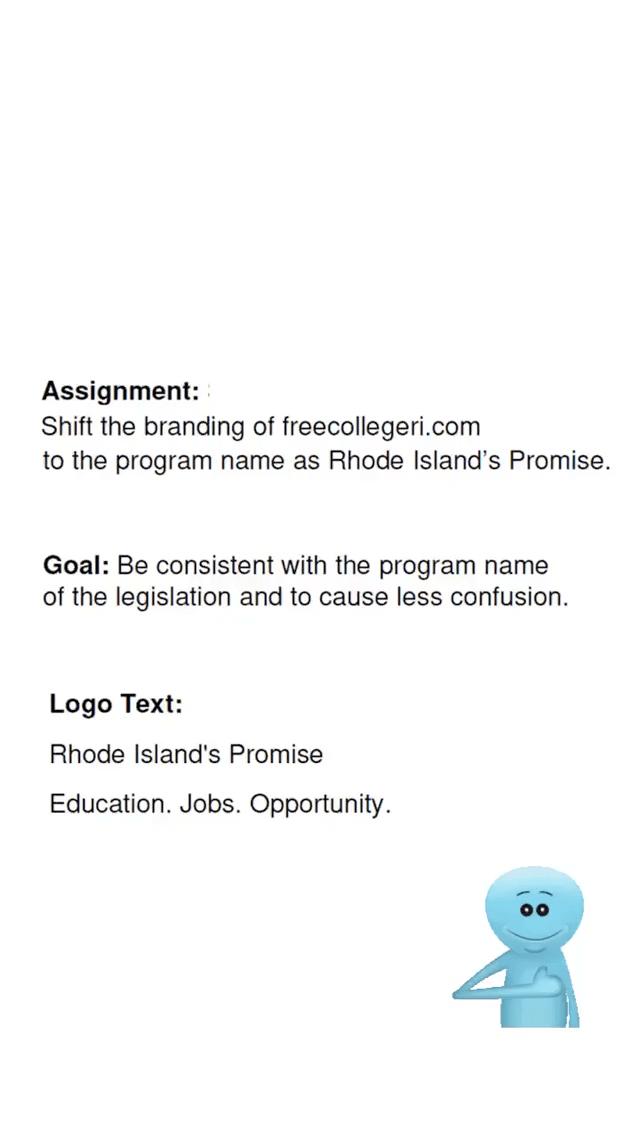 Assignment:
Shift the branding of freecollegeri.com
to the program name as Rhode Island’s Promise.
Goal: Be consistent with the program name
of the legislation and to cause less confusion.
Logo Text:
Rhode Island's Promise
Education. Jobs. Opportunity.